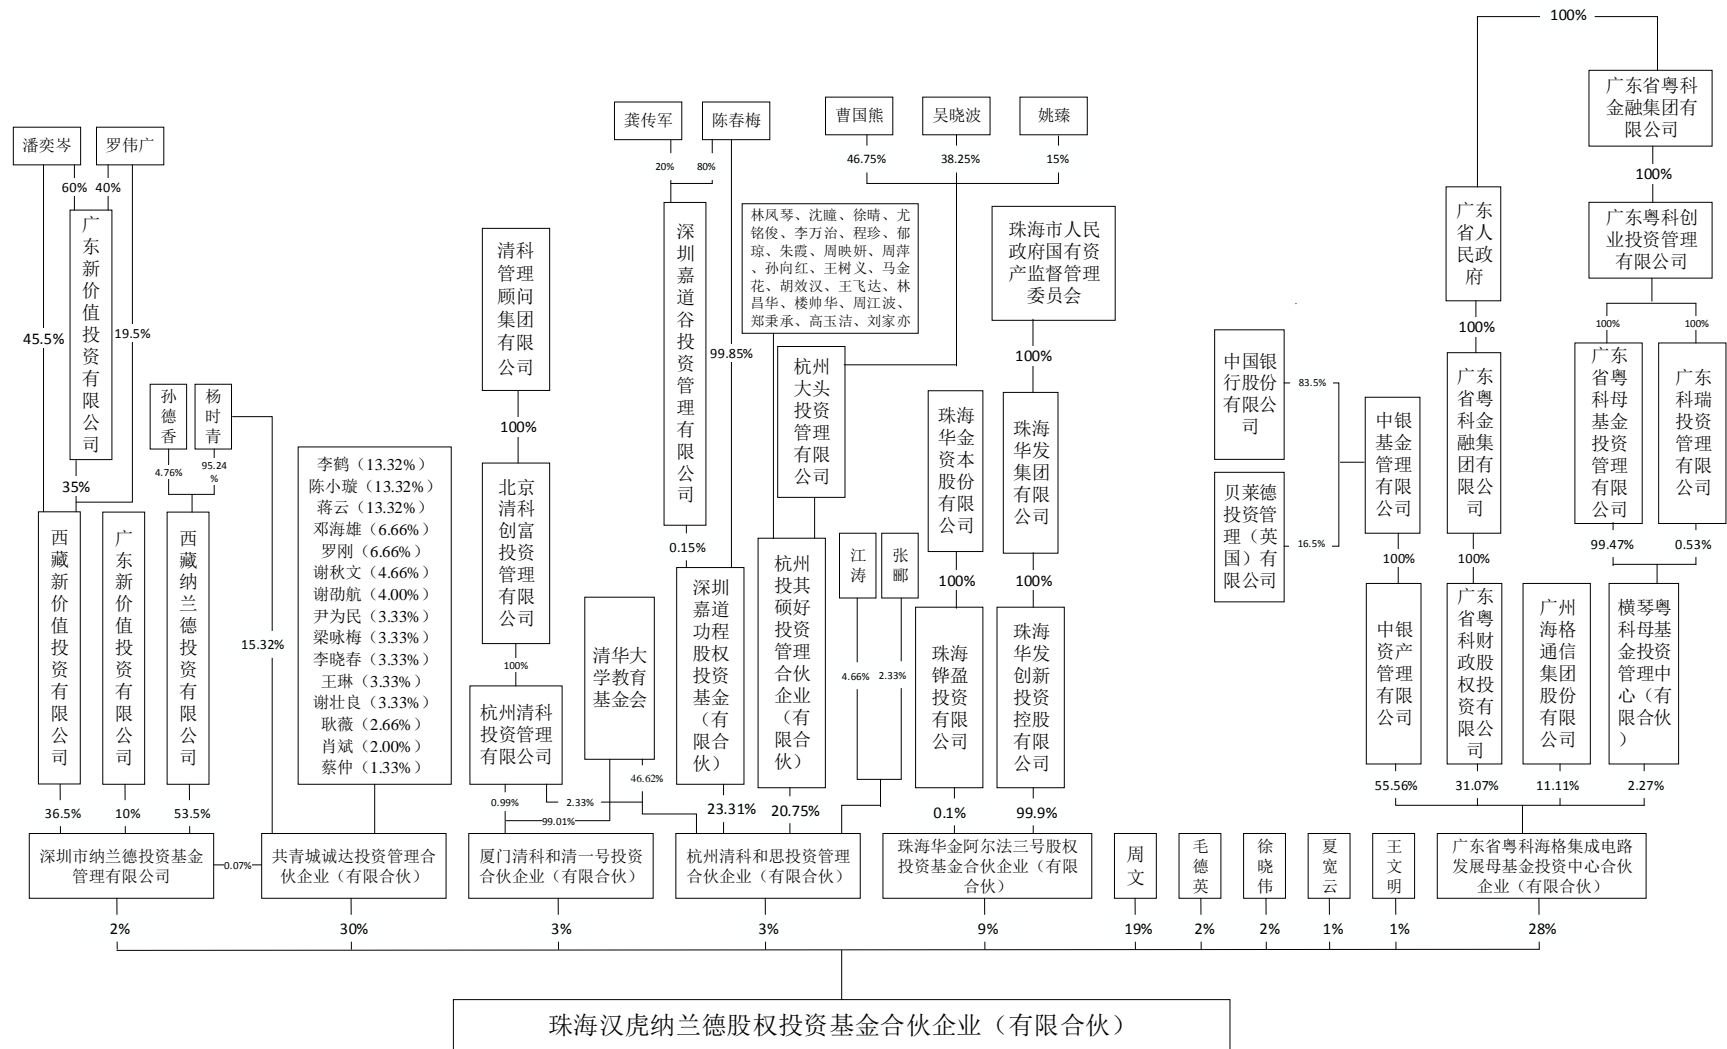 100%
广东省粤科
金融集团有
限公司
龚传军
陈春梅
曹国熊
吴晓波
姚臻
潘奕岑
罗伟广
20%
80%
46.75%
38.25%
15%
100%
60%
40%
广东新价值投资有限公司
45.5%
19.5%
35%
孙德香
杨时青
4.76%
95.24
%
清科
管理
顾问
集团
有限
公司
100%
北京
清科
创富
投资
管理
有限
公司
100%
杭州清科
投资管理
有限公司
深圳嘉道谷投资管理有限公司
99.85%
0.15%
林凤琴、沈瞳、徐晴、尤
铭俊、李万治、程珍、郁
琼、朱霞、周映妍、周萍
、孙向红、王树义、马金
花、胡效汉、王飞达、林
昌华、楼帅华、周江波、
郑秉承、高玉洁、刘家亦
杭州
大头
投资
管理
有限
公司
珠海市人民
政府国有资
产监督管理
委员会
100%
珠海
华金
资本
股份
有限
公司
珠海
华发
集团
有限
公司
100%
100%
广东
省人
民政
府
100%
广东粤科创
业投资管理
有限公司
100%
100%
中国银
行股份
有限公
司
83.5%
贝莱德
投资管
理（英
国）有
限公司
16.5%
中银
基金
管理
有限
公司
100%
广东
省粤
科金
融集
团有
限公
司
100%
广东
省粤
科母
基金
投资
管理
有限
公司
99.47%
广东
科瑞
投资
管理
有限
公司
0.53%
西藏新价值投资有限公司
广东新价值投资有限公司
西藏纳兰德投资有限公司
15.32%
李鹤（13.32%）
陈小璇（13.32%）
蒋云（13.32%）
邓海雄（6.66%）
罗刚（6.66%）
谢秋文（4.66%）
谢劭航（4.00%）
尹为民（3.33%）
梁咏梅（3.33%）
李晓春（3.33%）
王琳（3.33%）
谢壮良（3.33%）
耿薇（2.66%）
肖斌（2.00%）
蔡仲（1.33%）
清华大
学教育
基金会
深圳
嘉道
功程
股权
投资
基金
（有
限合
伙）
杭州
投其
硕好
投资
管理
合伙
企业
（有
限合
伙）
江涛
张郦
4.66%
2.33%
珠海
铧盈
投资
有限
公司
珠海
华发
创新
投资
控股
有限
公司
中银
资产
管理
有限
公司
广东
省粤
科财
政股
权投
资有
限公
司
广州
海格
通信
集团
股份
有限
公司
横琴粤
科母基
金投资
管理中
心（有
限合伙
）
36.5%
10%
53.5%
0.99%
2.33%
46.62%
99.01%
23.31%
20.75%
0.1%
99.9%
55.56%
31.07%
11.11%
2.27%
深圳市纳兰德投资基金
管理有限公司
0.07%
共青城诚达投资管理合
伙企业（有限合伙）
厦门清科和清一号投资
合伙企业（有限合伙）
杭州清科和思投资管理
合伙企业（有限合伙）
珠海华金阿尔法三号股权
投资基金合伙企业（有限
合伙）
周文
毛德英
徐晓伟
夏宽云
王文明
广东省粤科海格集成电路
发展母基金投资中心合伙
企业（有限合伙）
2%
30%
3%
3%
9%
19%
2%
2%
1%
1%
28%
珠海汉虎纳兰德股权投资基金合伙企业（有限合伙）